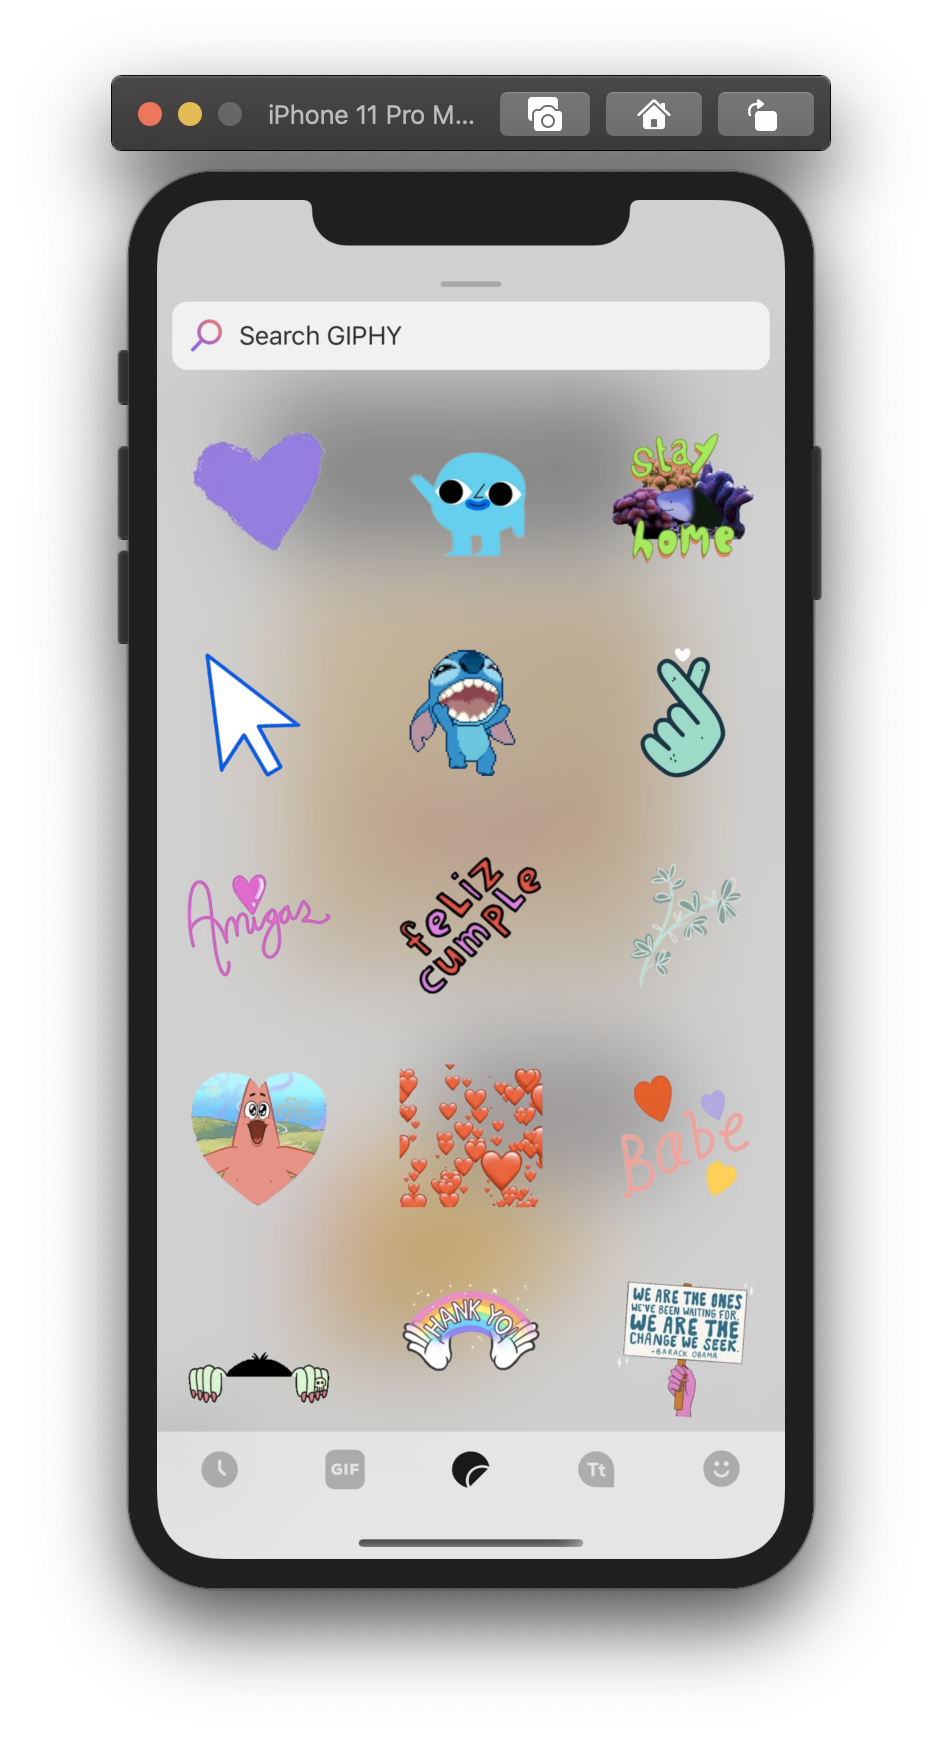 iPhone 11 Pro M...
Search GIPHY
stay
home
Amigas
feliz
cumple
Babe
THANK YOU
WE ARE THE ONES
WE'VE BEEN WAITING FOR.
WE ARE THE
CHANGE WE SEEK.
-BARACK OBAMA
GIF
Tt